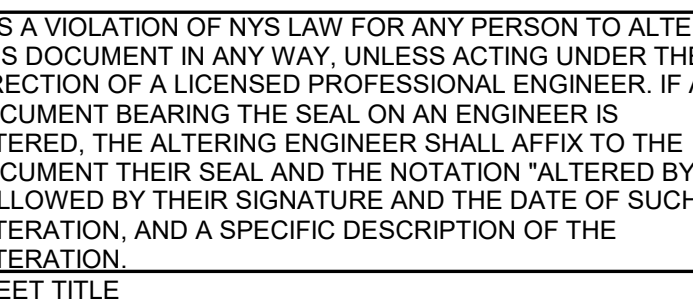 S A VIOLATION OF NYS LAW FOR ANY PERSON TO ALTE
S DOCUMENT IN ANY WAY, UNLESS ACTING UNDER THE
RECTION OF A LICENSED PROFESSIONAL ENGINEER. IF A
CUMENT BEARING THE SEAL ON AN ENGINEER IS
TERED, THE ALTERING ENGINEER SHALL AFFIX TO THE
CUMENT THEIR SEAL AND THE NOTATION "ALTERED BY
LLOWED BY THEIR SIGNATURE AND THE DATE OF SUCH
TERATION, AND A SPECIFIC DESCRIPTION OF THE
TERATION.
EET TITLE